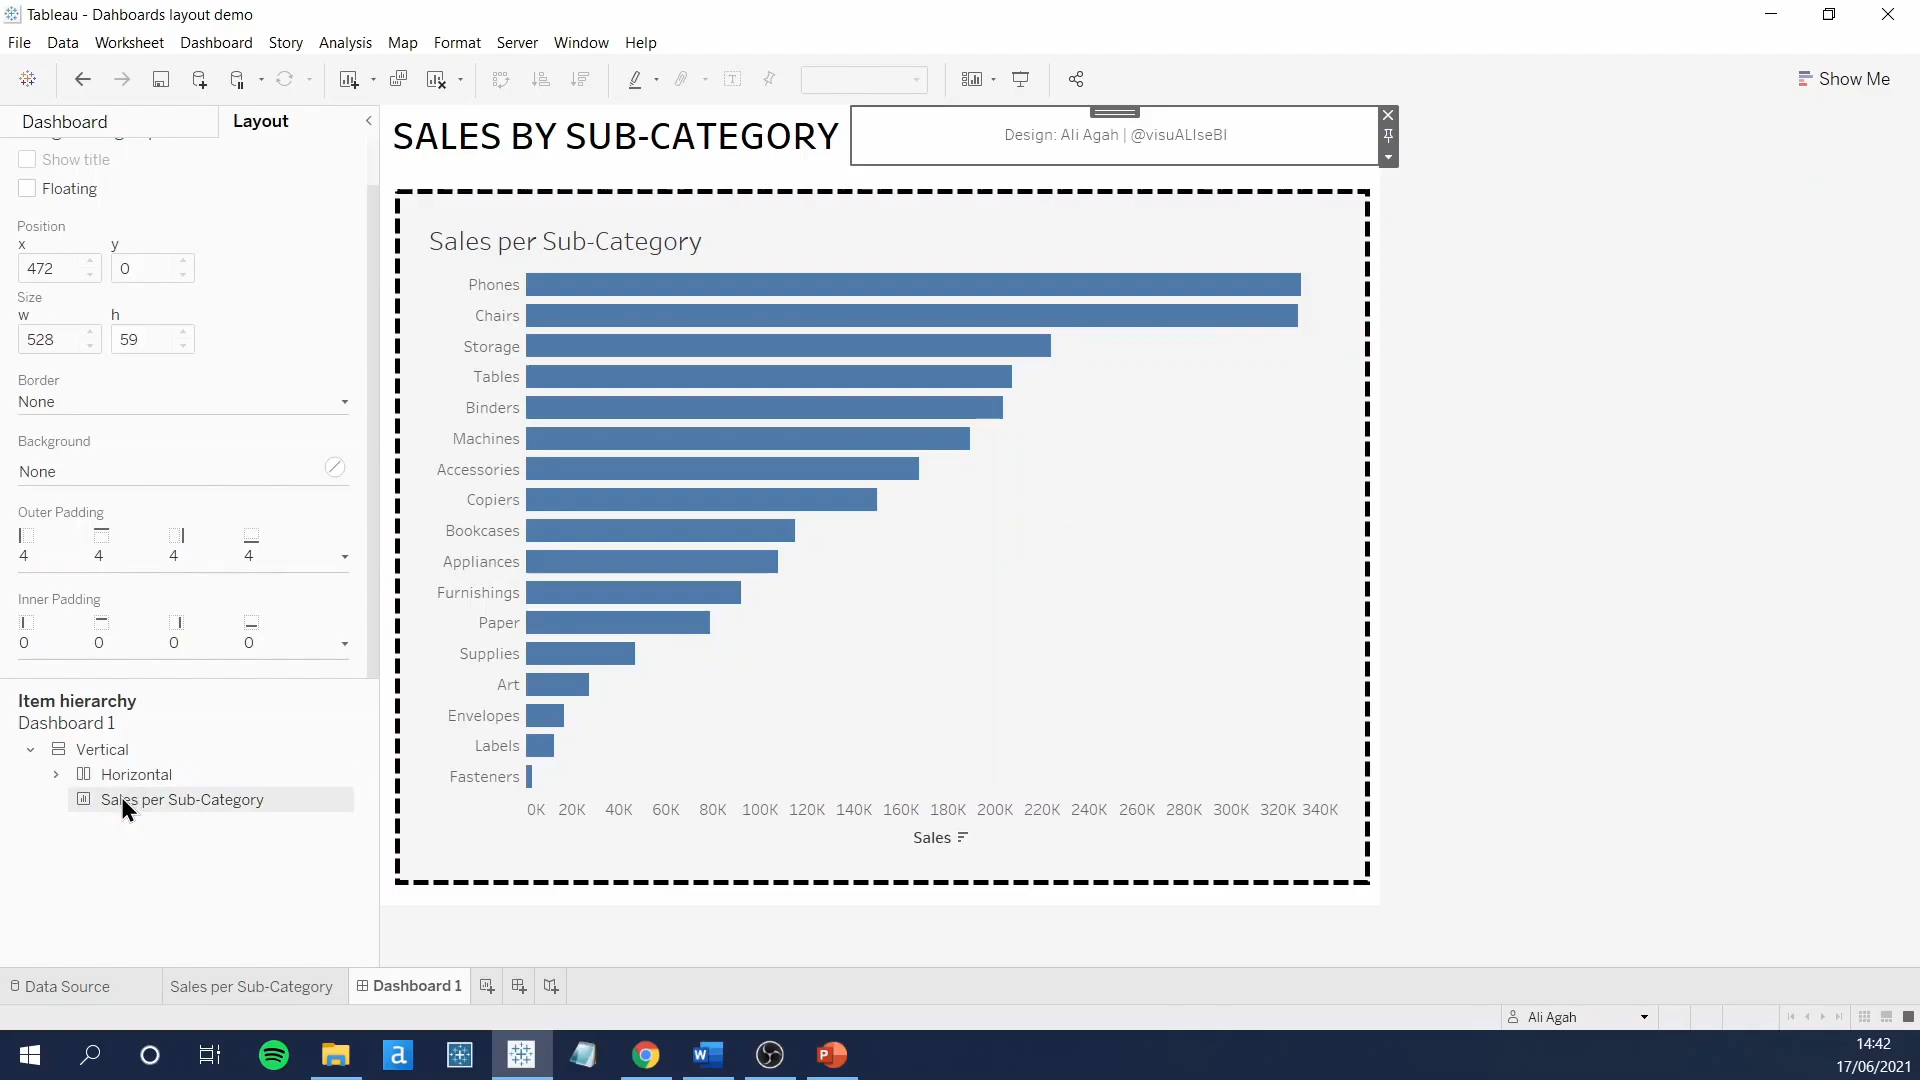 Tableau - Dahboards layout demo
File Data Worksheet Dashboard Story Analysis Map Format Server Window Help
Show Me
Dashboard Layout
Show title
Floating
Position
x y
472 0
Size
w h
528 59
Border
None
Background
None
Outer Padding
4 4 4 4
Inner Padding
0 0 0 0
Item hierarchy
Dashboard 1
Vertical
Horizontal
Sales per Sub-Category
SALES BY SUB-CATEGORY
Design: Ali Agah | @visuALIseBI
Sales per Sub-Category
Phones
Chairs
Storage
Tables
Binders
Machines
Accessories
Copiers
Bookcases
Appliances
Furnishings
Paper
Supplies
Art
Envelopes
Labels
Fasteners
0K 20K 40K 60K 80K 100K 120K 140K 160K 180K 200K 220K 240K 260K 280K 300K 320K 340K
Sales
Data Source Sales per Sub-Category Dashboard 1
Ali Agah
14:42
17/06/2021